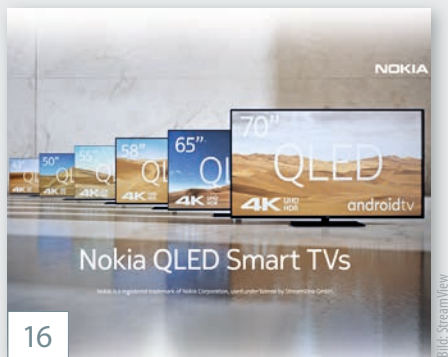 NOKIA
43"
50"
55"
58"
65"
70"
QLED
4K UHD HDR
androidtv
Nokia QLED Smart TVs
Nokia is a registered trademark of Nokia Corporation, used under license by StreamView GmbH.
16
StreamView